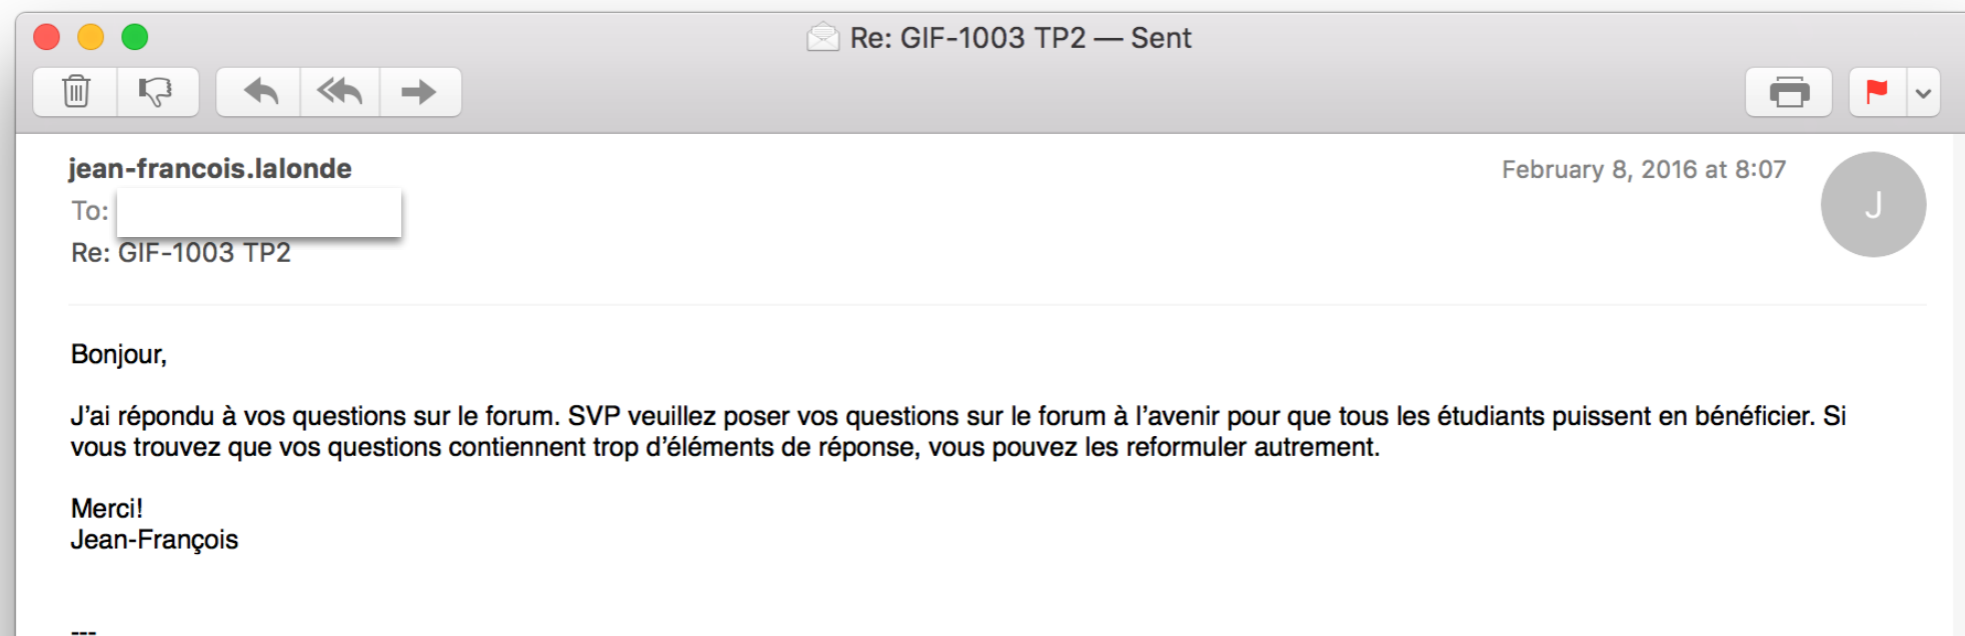 Re: GIF-1003 TP2 — Sent
jean-francois.lalonde
February 8, 2016 at 8:07
J
To:
Re: GIF-1003 TP2
Bonjour,
J’ai répondu à vos questions sur le forum. SVP veuillez poser vos questions sur le forum à l’avenir pour que tous les étudiants puissent en bénéficier. Si
vous trouvez que vos questions contiennent trop d’éléments de réponse, vous pouvez les reformuler autrement.
Merci!
Jean-François
---